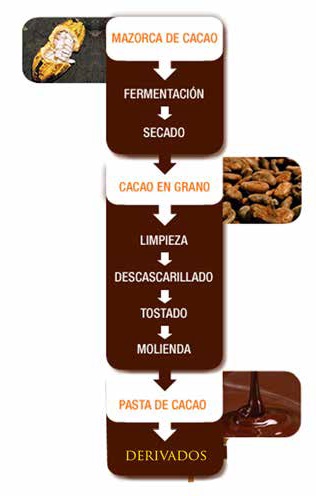 MAZORCA DE CACAO
FERMENTACIÓN
SECADO
CACAO EN GRANO
LIMPIEZA
DESCASCARILLADO
TOSTADO
MOLIENDA
PASTA DE CACAO
DERIVADOS